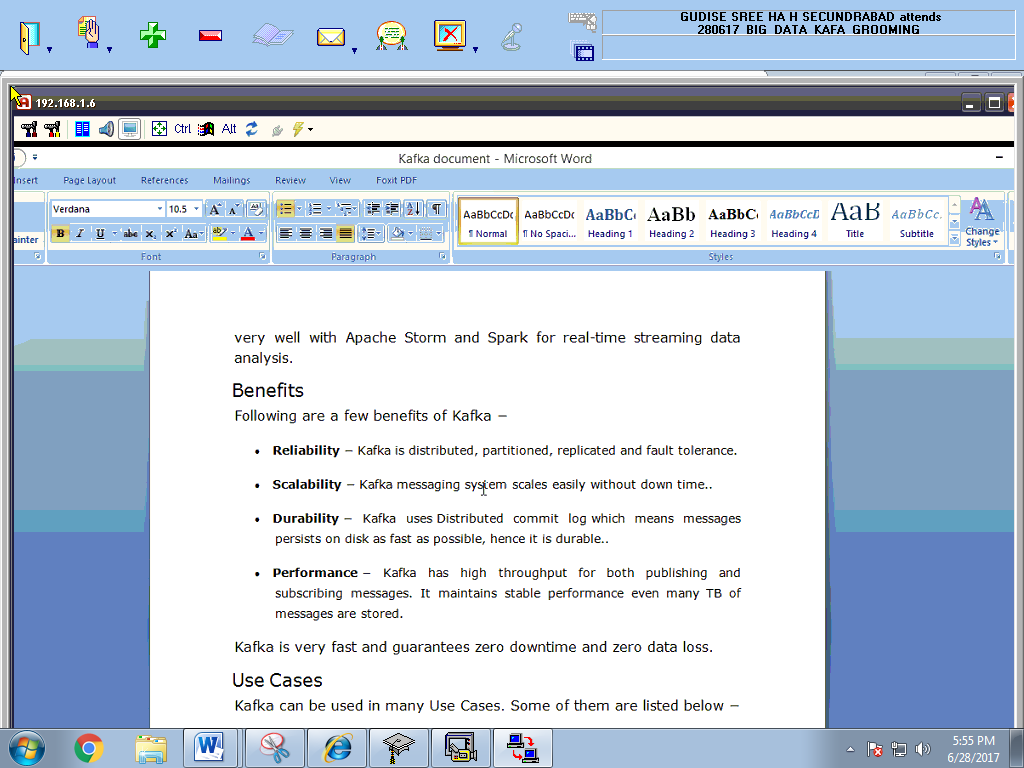 GUDISE SREE HA H SECUNDRABAD attends
280617 BIG DATA KAFA GROOMING
192.168.1.6
Ctrl Alt
Kafka document - Microsoft Word
nsert Page Layout References Mailings Review View Foxit PDF
Verdana 10.5
AaBbCcDc AaBbCcDc AaBbC AaBb AaBbC AaBbCcD AaB AaBbCc.
¶ Normal ¶ No Spaci... Heading 1 Heading 2 Heading 3 Heading 4 Title Subtitle
Change
Styles
ainter
Font Paragraph Styles
very well with Apache Storm and Spark for real-time streaming data
analysis.
Benefits
Following are a few benefits of Kafka −
• Reliability − Kafka is distributed, partitioned, replicated and fault tolerance.
• Scalability − Kafka messaging system scales easily without down time..
• Durability − Kafka uses Distributed commit log which means messages
persists on disk as fast as possible, hence it is durable..
• Performance − Kafka has high throughput for both publishing and
subscribing messages. It maintains stable performance even many TB of
messages are stored.
Kafka is very fast and guarantees zero downtime and zero data loss.
Use Cases
Kafka can be used in many Use Cases. Some of them are listed below −
5:55 PM
6/28/2017